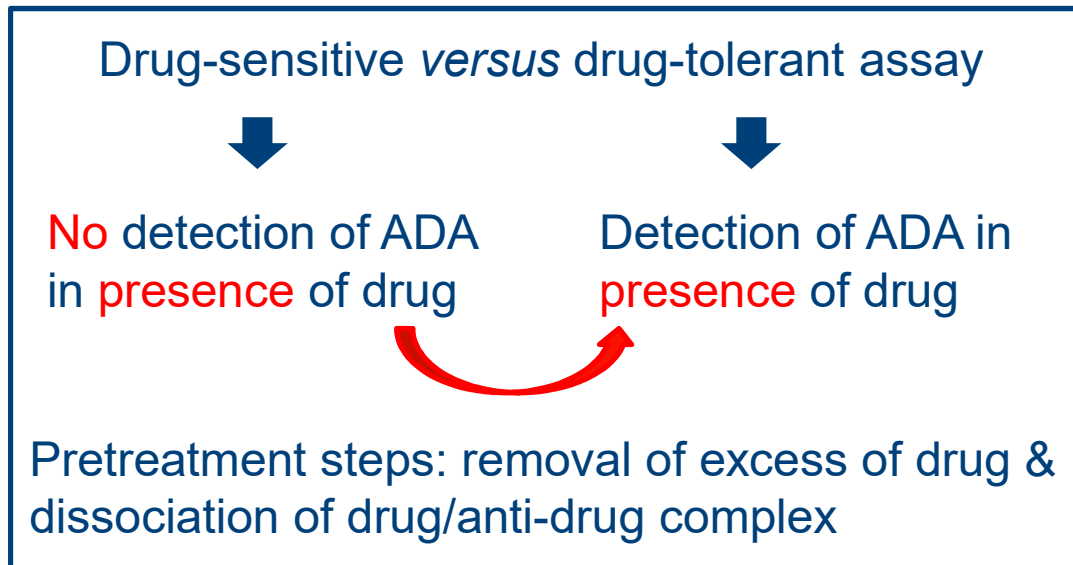 Drug-sensitive versus drug-tolerant assay
No detection of ADA
in presence of drug
Detection of ADA in
presence of drug
Pretreatment steps: removal of excess of drug &
dissociation of drug/anti-drug complex